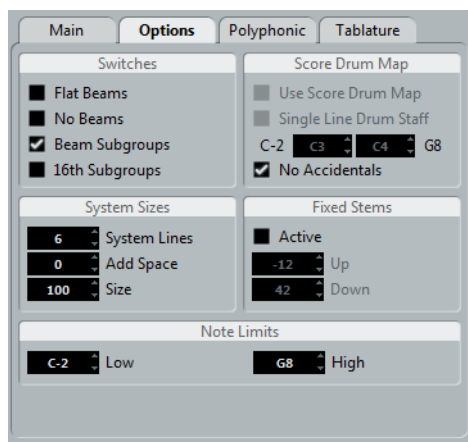 Main Options Polyphonic Tablature
Switches
Flat Beams
No Beams
Beam Subgroups
16th Subgroups
Score Drum Map
Use Score Drum Map
Single Line Drum Staff
C-2 C3 C4 G8
No Accidentals
System Sizes
6 System Lines
0 Add Space
100 Size
Fixed Stems
Active
-12 Up
42 Down
Note Limits
C-2 Low G8 High